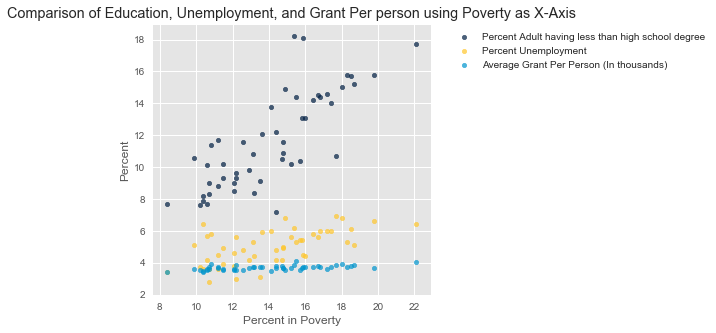 Comparison of Education, Unemployment, and Grant Per person using Poverty as X-Axis
Percent Adult having less than high school degree
Percent Unemployment
Average Grant Per Person (In thousands)
Percent
18
16
14
12
10
8
6
4
2
8 10 12 14 16 18 20 22
Percent in Poverty